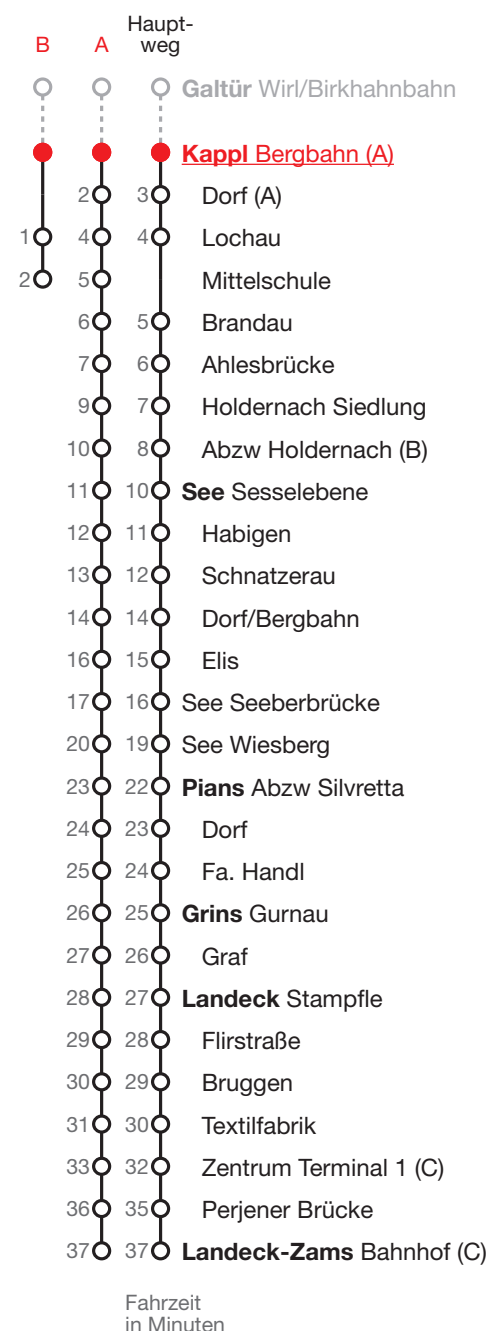 Haupt-
B A weg
Galtür Wirl/Birkhahnbahn
Kappl Bergbahn (A)
2 3 Dorf (A)
1 4 4 Lochau
2 5 Mittelschule
6 5 Brandau
7 6 Ahlesbrücke
9 7 Holdernach Siedlung
10 8 Abzw Holdernach (B)
11 10 See Sesselebene
12 11 Habigen
13 12 Schnatzerau
14 14 Dorf/Bergbahn
16 15 Elis
17 16 See Seeberbrücke
20 19 See Wiesberg
23 22 Pians Abzw Silvretta
24 23 Dorf
25 24 Fa. Handl
26 25 Grins Gurnau
27 26 Graf
28 27 Landeck Stampfle
29 28 Flirstraße
30 29 Bruggen
31 30 Textilfabrik
33 32 Zentrum Terminal 1 (C)
36 35 Perjener Brücke
37 37 Landeck-Zams Bahnhof (C)
Fahrzeit
in Minuten